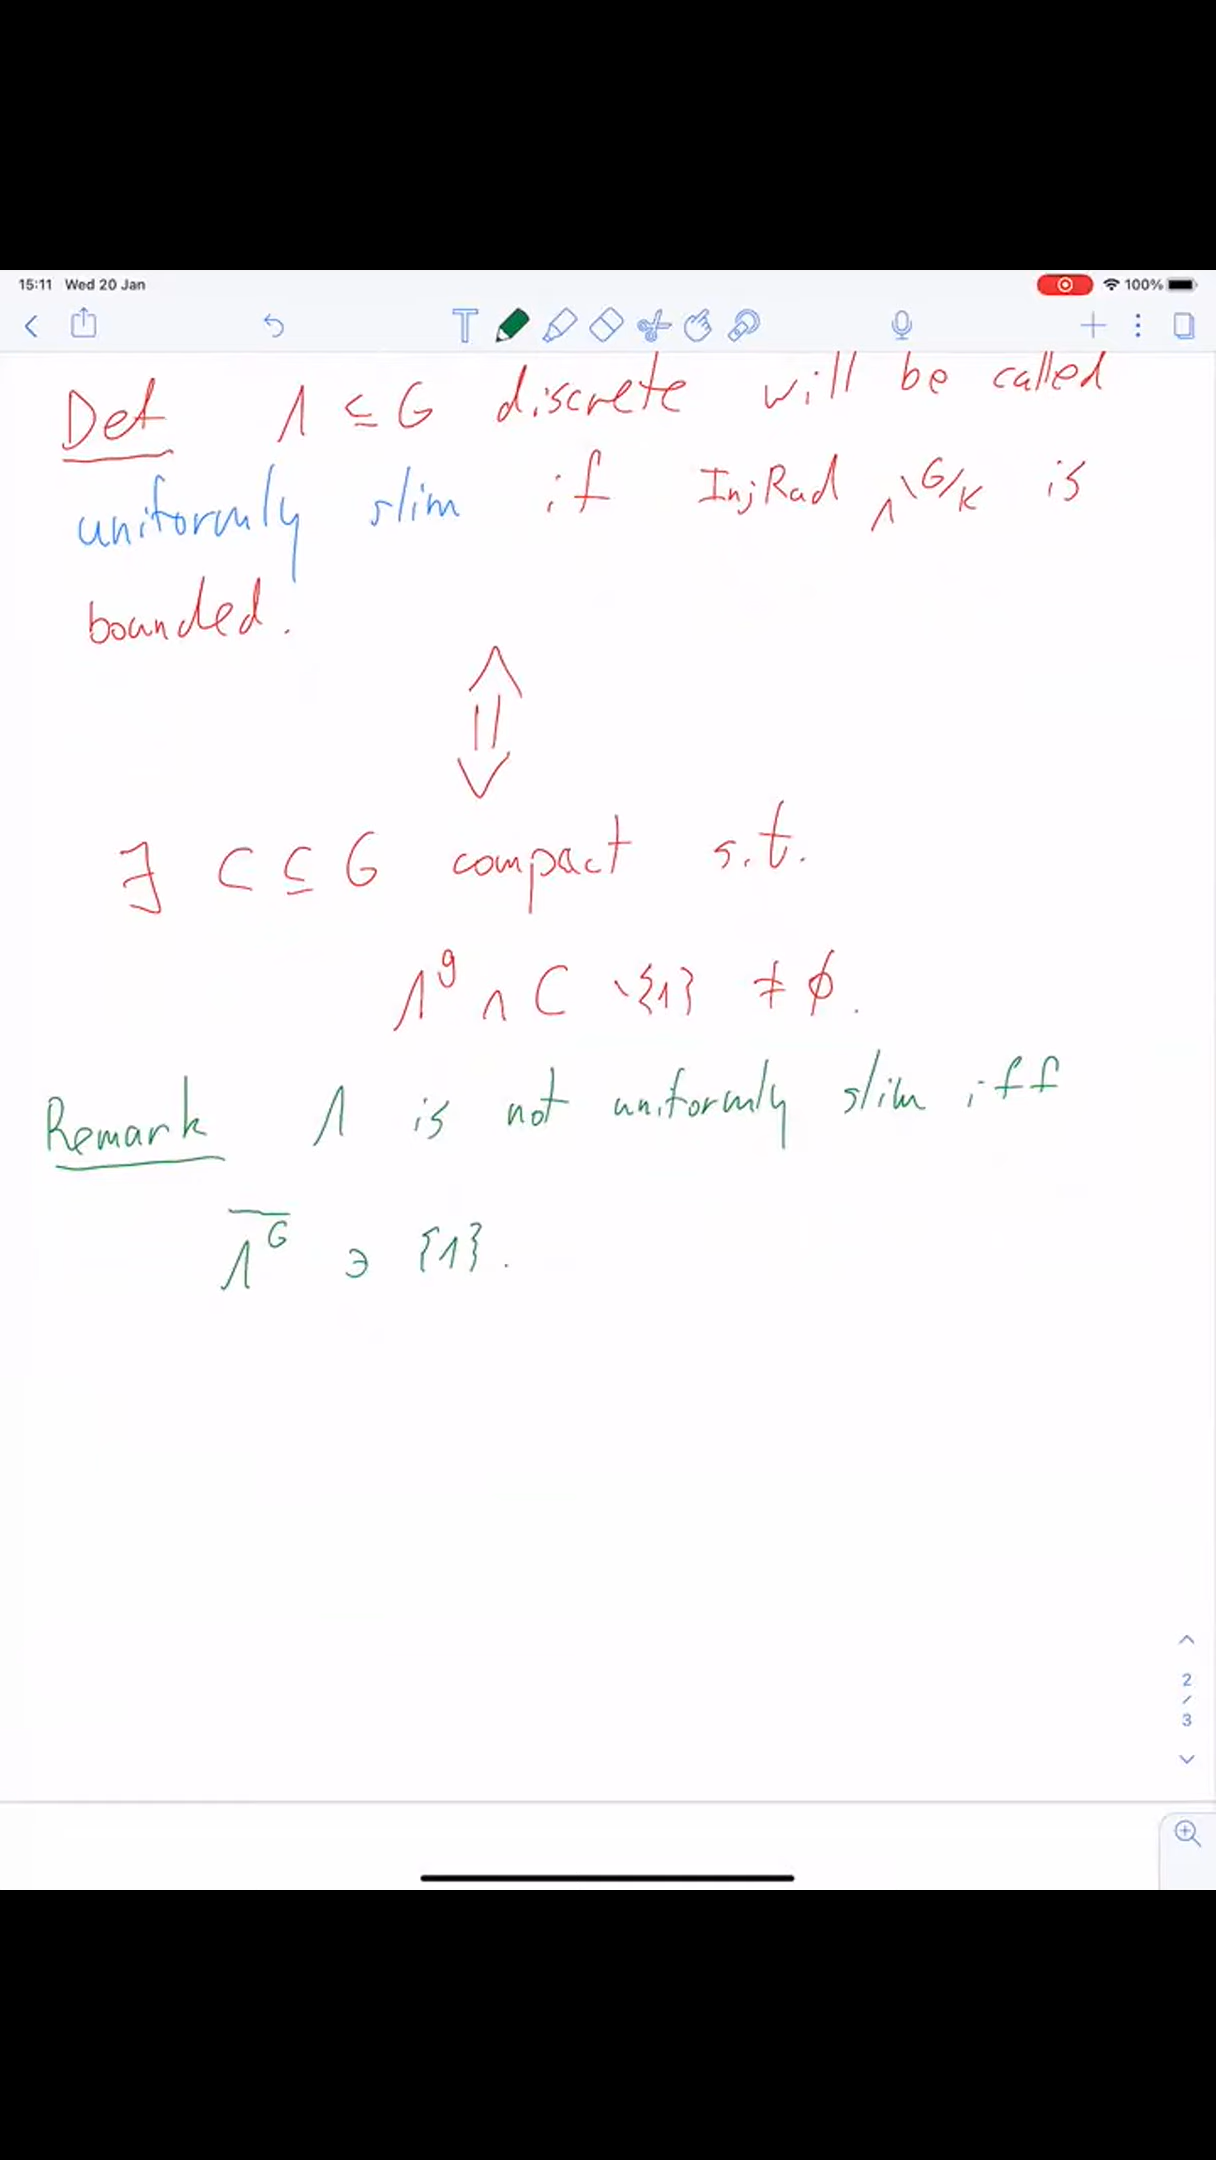 15:11 Wed 20 Jan 100%
Def Λ ⊆ G discrete will be called
uniformly slim if InjRad Λ\G/K is
bounded.
⇕
∃ C ⊆ G compact s.t.
Λ^g ∩ C \ {1} ≠ ∅.
Remark Λ is not uniformly slim iff
\overline{Λ^G} ∋ {1}.
2
/
3